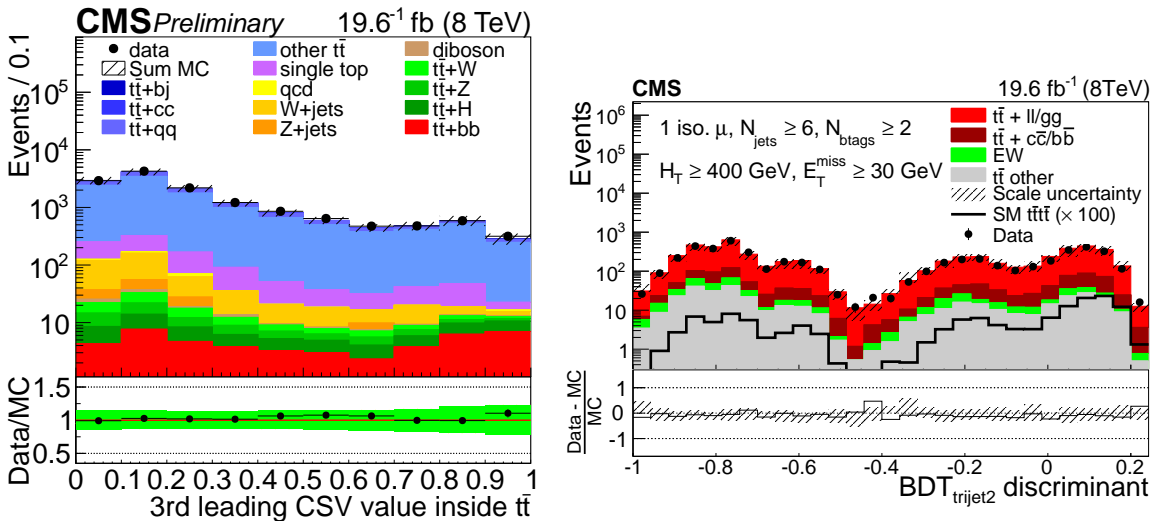 CMS Preliminary 19.6⁻¹ fb (8 TeV)
Events / 0.1
data
Sum MC
tt̄+bj
tt̄+cc
tt̄+qq
other tt̄
single top
qcd
W+jets
Z+jets
diboson
tt̄+W
tt̄+Z
tt̄+H
tt̄+bb
10⁵
10⁴
10³
10²
10
Data/MC
1.5
1
0.5
0 0.1 0.2 0.3 0.4 0.5 0.6 0.7 0.8 0.9 1
3rd leading CSV value inside tt̄
CMS 19.6 fb⁻¹ (8TeV)
Events
1 iso. μ, N_jets ≥ 6, N_btags ≥ 2
H_T ≥ 400 GeV, E_T^miss ≥ 30 GeV
tt̄ + ll/gg
tt̄ + cc̄/bb̄
EW
tt̄ other
Scale uncertainty
SM tt̄tt̄ (× 100)
Data
10⁶
10⁵
10⁴
10³
10²
10
1
Data - MC
MC
1
0
-1
-1 -0.8 -0.6 -0.4 -0.2 0 0.2
BDT_trijet2 discriminant